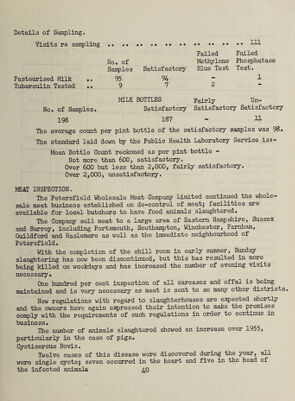 Details of Sampling.
Visits re sampling .. .. .. .. .. .. .. .. .. .. 111
Failed Failed
No. of Methylene Phosphatase
Samples Satisfactory Blue Test Test.
Pasteurised Milk .. 95 94 - 1
Tuberculin Tested .. 9 7 2 -
MILK BOTTLES Fairly Un-
No. of Samples. Satisfactory Satisfactory Satisfactory
198 187 - 11
The average count per pint bottle of the satisfactory samples was 98.
The standard laid down by the Public Health Laboratory Service is:-
Mean Bottle Count reckoned as per pint bottle -
Not more than 600, satisfactory.
Over 600 but less than 2,000, fairly satisfactory.
Over 2,000, unsatisfactory.
MEAT INSPECTION.
The Petersfield Wholesale Meat Company Limited continued the whole-
sale meat business established on de-control of meat; facilities are
available for local butchers to have food animals slaughtered.
The Company sell meat to a large area of Eastern Hampshire, Sussex
and Surrey, including Portsmouth, Southampton, Winchester, Farnham,
Guildford and Haslemere as well as the immediate neighbourhood of
Petersfield.
With the completion of the chill room in early summer, Sunday
slaughtering has now been discontinued, but this has resulted in more
being killed on weekdays and has increased the number of evening visits
necessary.
One hundred per cent inspection of all carcases and offal is being
maintained and is very necessary as meat is sent to so many other districts.
New regulations with regard to slaughterhouses are expected shortly
and the owners have again expressed their intention to make the premises
comply with the requirements of such regulations in order to continue in
business.
The number of animals slaughtered showed an increase over 1955,
particularly in the case of pigs.
Cysticercus Bovis.
Twelve cases of this disease were discovered during the year, all
were single cysts; seven occurred in the heart and five in the head of
the infected animals
40